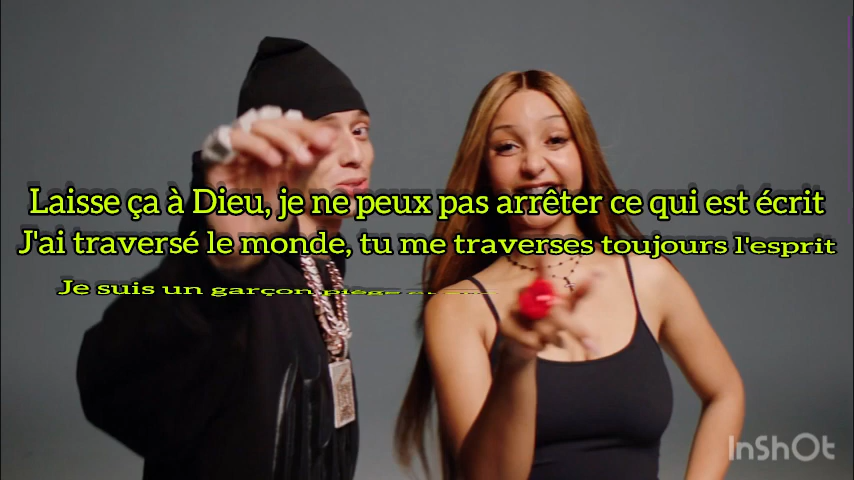 Laisse ça à Dieu, je ne peux pas arrêter ce qui est écrit
J'ai traversé le monde, tu me traverses toujours l'esprit
Je suis un garçon piégé
InShOt